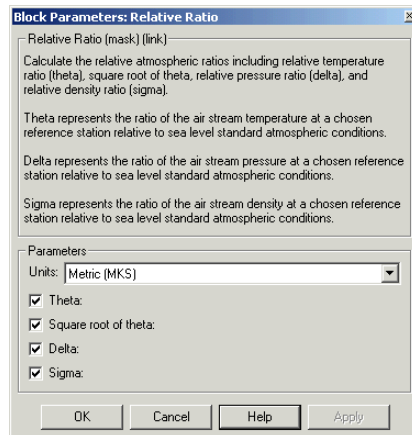 Block Parameters: Relative Ratio
Relative Ratio (mask) (link)
Calculate the relative atmospheric ratios including relative temperature
ratio (theta), square root of theta, relative pressure ratio (delta), and
relative density ratio (sigma).
Theta represents the ratio of the air stream temperature at a chosen
reference station relative to sea level standard atmospheric conditions.
Delta represents the ratio of the air stream pressure at a chosen reference
station relative to sea level standard atmospheric conditions.
Sigma represents the ratio of the air stream density at a chosen reference
station relative to sea level standard atmospheric conditions.
Parameters
Units: Metric (MKS)
Theta:
Square root of theta:
Delta:
Sigma:
OK Cancel Help Apply